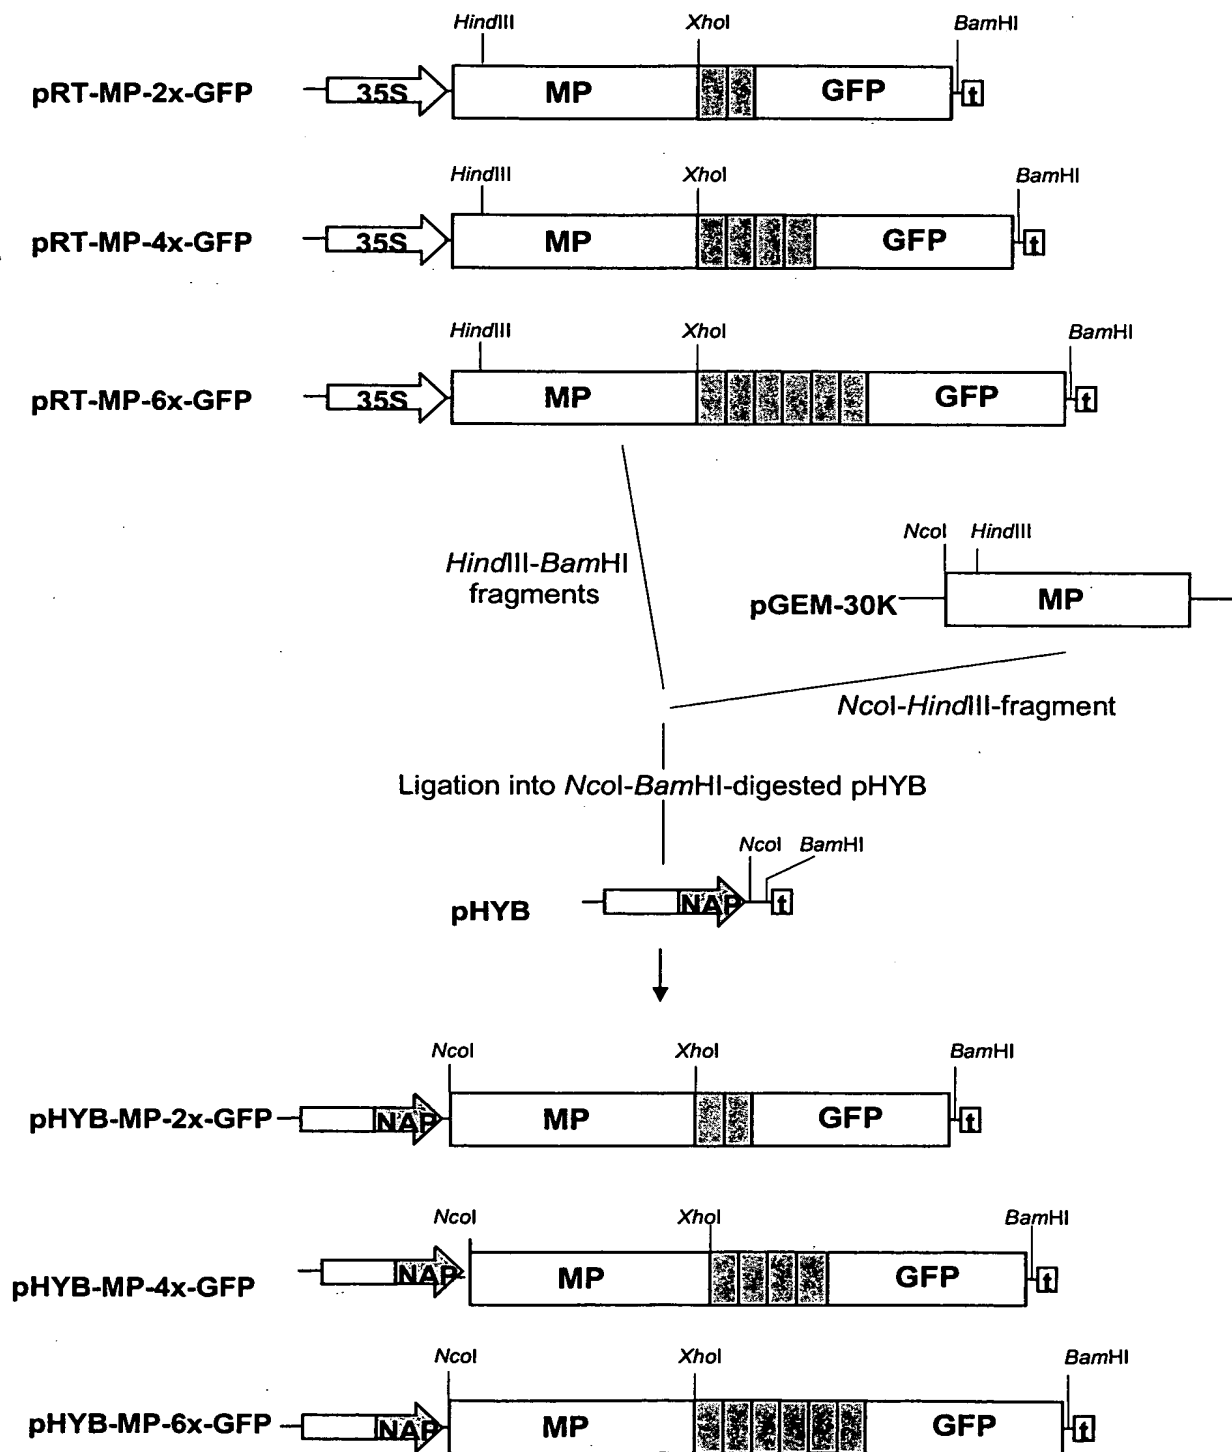 HindIII XhoI BamHI
pRT-MP-2x-GFP 35S MP GFP t
HindIII XhoI BamHI
pRT-MP-4x-GFP 35S MP GFP t
HindIII XhoI BamHI
pRT-MP-6x-GFP 35S MP GFP t
NcoI HindIII
HindIII-BamHI
fragments
pGEM-30K MP
NcoI-HindIII-fragment
Ligation into NcoI-BamHI-digested pHYB
NcoI BamHI
pHYB NAP t
NcoI XhoI BamHI
pHYB-MP-2x-GFP NAP MP GFP t
NcoI XhoI BamHI
pHYB-MP-4x-GFP NAP MP GFP t
NcoI XhoI BamHI
pHYB-MP-6x-GFP NAP MP GFP t